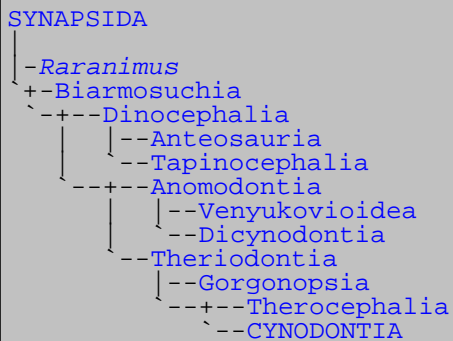 SYNAPSIDA
|
|-Raranimus
`+-Biarmosuchia
`-+--Dinocephalia
| |--Anteosauria
| `--Tapinocephalia
`--+--Anomodontia
| |--Venyukovioidea
| `--Dicynodontia
`--Theriodontia
|--Gorgonopsia
`--+--Therocephalia
`--CYNODONTIA